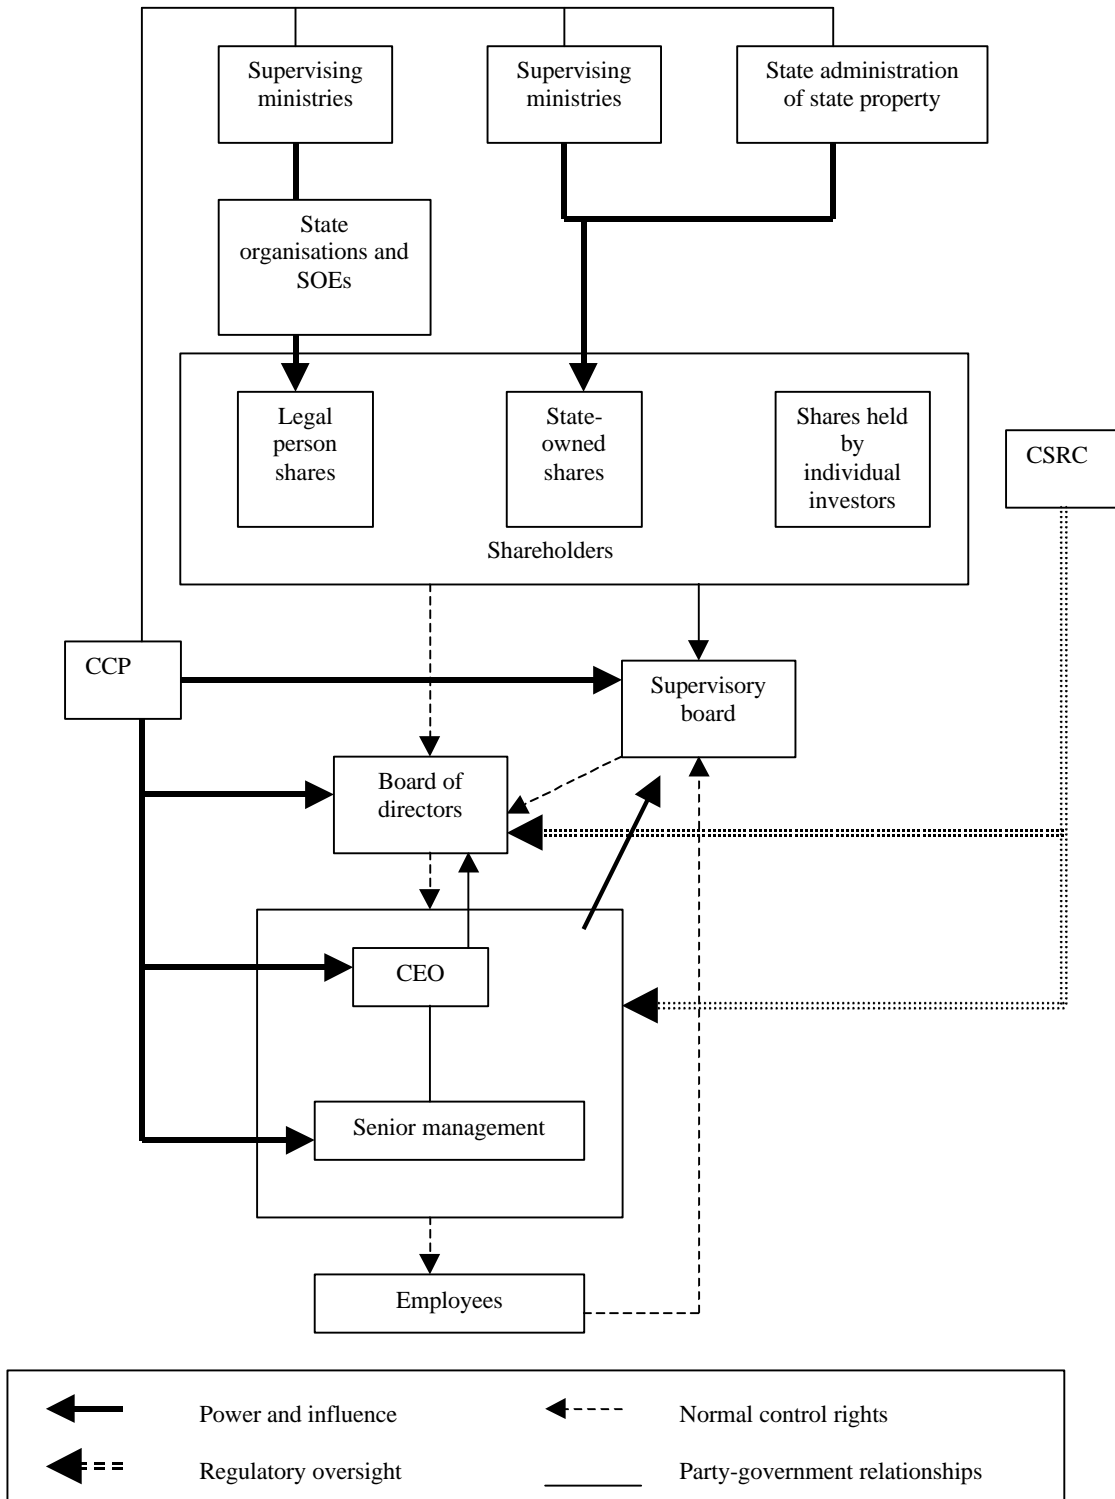 Supervising
ministries
Supervising
ministries
State administration
of state property
State
organisations and
SOEs
Legal
person
shares
State-
owned
shares
Shares held
by
individual
investors
CSRC
Shareholders
CCP
Supervisory
board
Board of
directors
CEO
Senior management
Employees
Power and influence
Normal control rights
Regulatory oversight
Party-government relationships